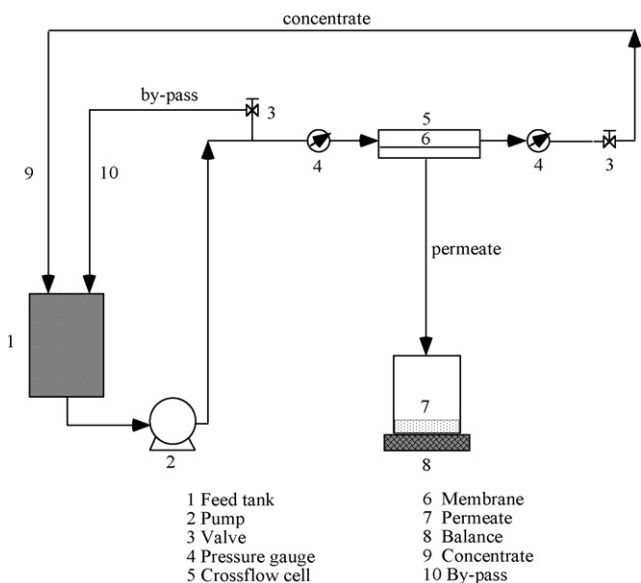 concentrate
by-pass
3
5
6
4
4
3
9
10
permeate
1
7
2
8
1 Feed tank
2 Pump
3 Valve
4 Pressure gauge
5 Crossflow cell
6 Membrane
7 Permeate
8 Balance
9 Concentrate
10 By-pass